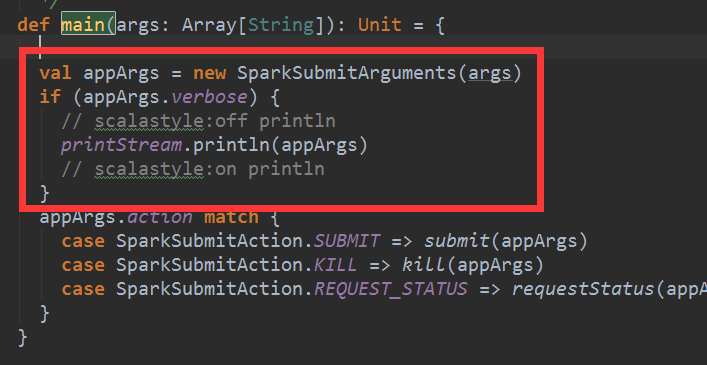 */
def main(args: Array[String]): Unit = {
val appArgs = new SparkSubmitArguments(args)
if (appArgs.verbose) {
// scalastyle:off println
printStream.println(appArgs)
// scalastyle:on println
}
appArgs.action match {
case SparkSubmitAction.SUBMIT => submit(appArgs)
case SparkSubmitAction.KILL => kill(appArgs)
case SparkSubmitAction.REQUEST_STATUS => requestStatus(appA
}
}